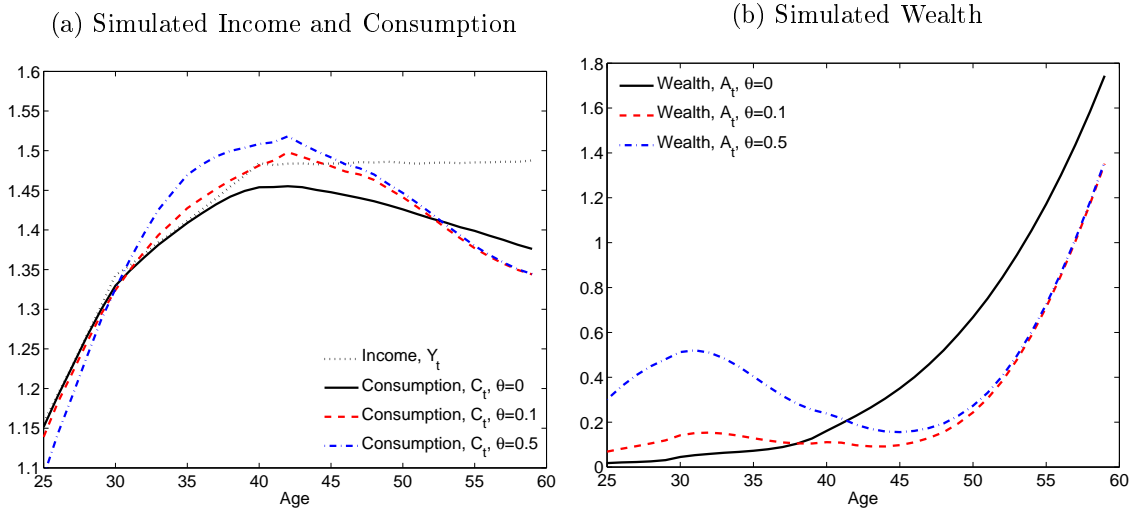 (a) Simulated Income and Consumption
1.6
1.55
1.5
1.45
1.4
1.35
1.3
1.25
1.2
1.15
1.1
25 30 35 40 45 50 55 60
Age
Income, Y_t
Consumption, C_t, θ=0
Consumption, C_t, θ=0.1
Consumption, C_t, θ=0.5
(b) Simulated Wealth
1.8
1.6
1.4
1.2
1
0.8
0.6
0.4
0.2
0
25 30 35 40 45 50 55 60
Age
Wealth, A_t, θ=0
Wealth, A_t, θ=0.1
Wealth, A_t, θ=0.5